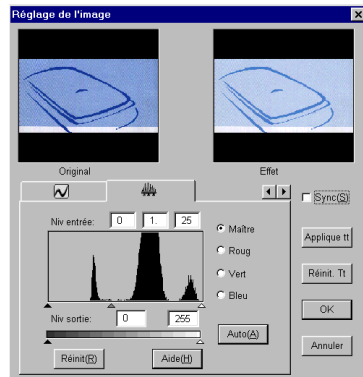 Réglage de l'image
Original
Effet
Sync(S)
Niv entrée: 0 1. 25
Maître
Roug
Vert
Bleu
Applique tt
Réinit. Tt
Niv sortie: 0 255
OK
Auto(A)
Annuler
Réinit(R)
Aide(H)